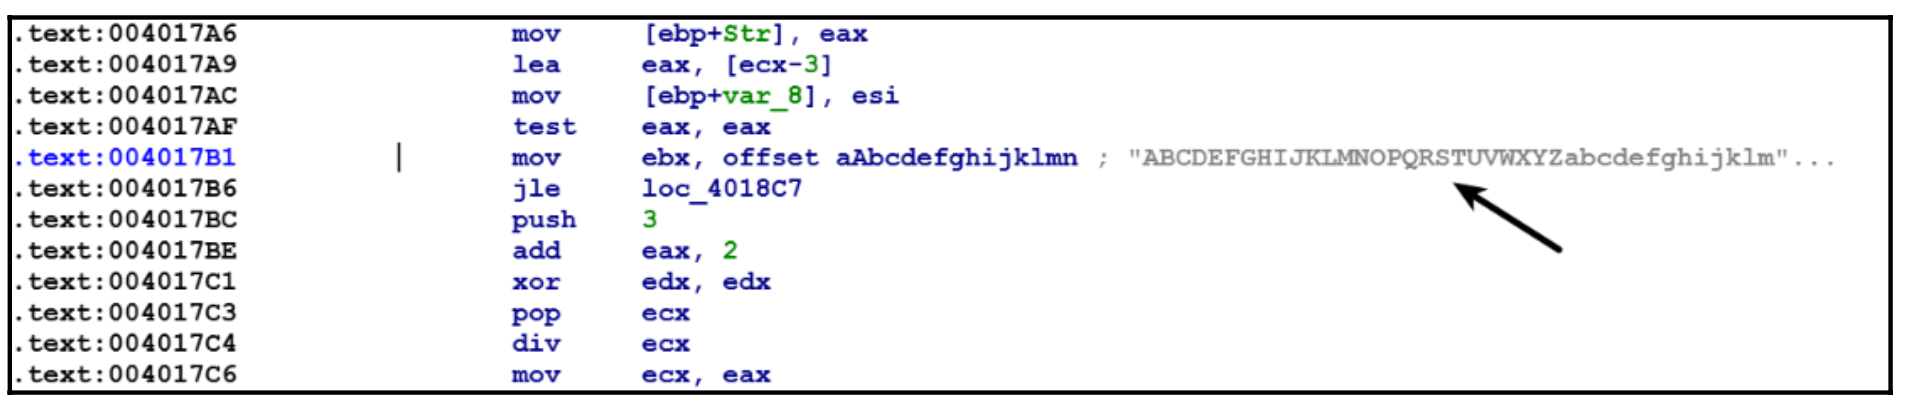 .text:004017A6 mov [ebp+Str], eax
.text:004017A9 lea eax, [ecx-3]
.text:004017AC mov [ebp+var_8], esi
.text:004017AF test eax, eax
.text:004017B1 mov ebx, offset aAbcdefghijklmn ; "ABCDEFGHIJKLMNOPQRSTUVWXYZabcdefghijklm"...
.text:004017B6 jle loc_4018C7
.text:004017BC push 3
.text:004017BE add eax, 2
.text:004017C1 xor edx, edx
.text:004017C3 pop ecx
.text:004017C4 div ecx
.text:004017C6 mov ecx, eax